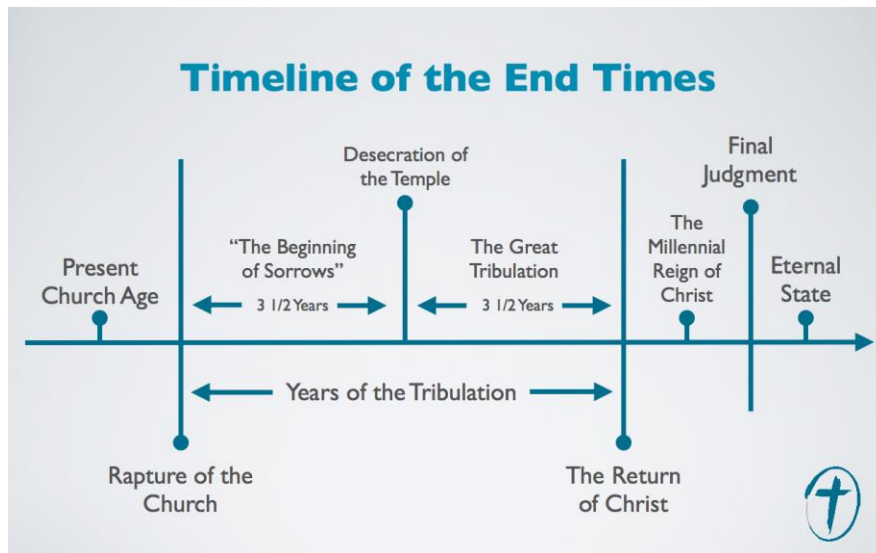 Timeline of the End Times
Present
Church Age
Rapture of the
Church
“The Beginning
of Sorrows”
3 1/2 Years
Desecration of
the Temple
The Great
Tribulation
3 1/2 Years
Years of the Tribulation
The Return
of Christ
The
Millennial
Reign of
Christ
Final
Judgment
Eternal
State